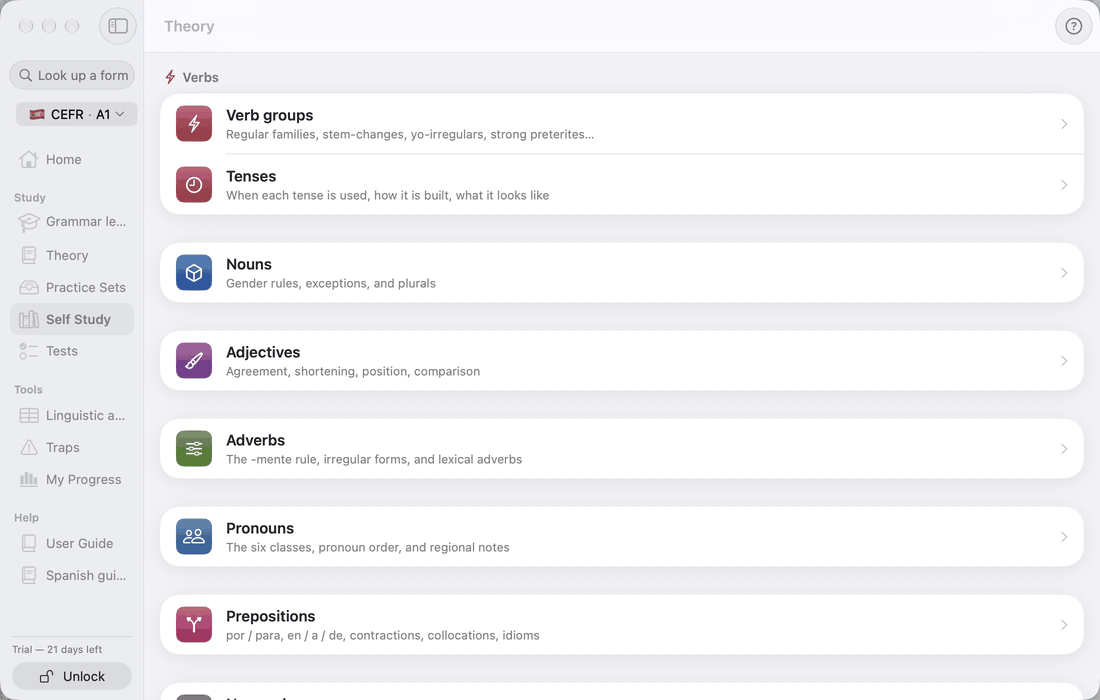 Theory
Look up a form
CEFR · A1
Home
Study
Grammar le...
Theory
Practice Sets
Self Study
Tests
Tools
Linguistic a...
Traps
My Progress
Help
User Guide
Spanish gui...
Trial — 21 days left
Unlock
Verbs
Verb groups
Regular families, stem-changes, yo-irregulars, strong preterites...
Tenses
When each tense is used, how it is built, what it looks like
Nouns
Gender rules, exceptions, and plurals
Adjectives
Agreement, shortening, position, comparison
Adverbs
The -mente rule, irregular forms, and lexical adverbs
Pronouns
The six classes, pronoun order, and regional notes
Prepositions
por / para, en / a / de, contractions, collocations, idioms